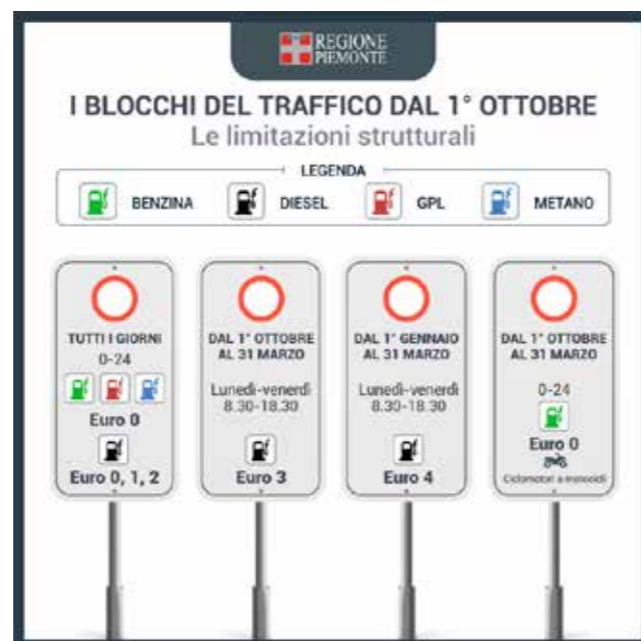 REGIONE
PIEMONTE
I BLOCCHI DEL TRAFFICO DAL 1° OTTOBRE
Le limitazioni strutturali
LEGENDA
BENZINA DIESEL GPL METANO
TUTTI I GIORNI
0-24
Euro 0
Euro 0, 1, 2
DAL 1° OTTOBRE
AL 31 MARZO
Lunedì-venerdì
8.30-18.30
Euro 3
DAL 1° GENNAIO
AL 31 MARZO
Lunedì-venerdì
8.30-18.30
Euro 4
DAL 1° OTTOBRE
AL 31 MARZO
0-24
Euro 0
Ciclomotori e motocicli